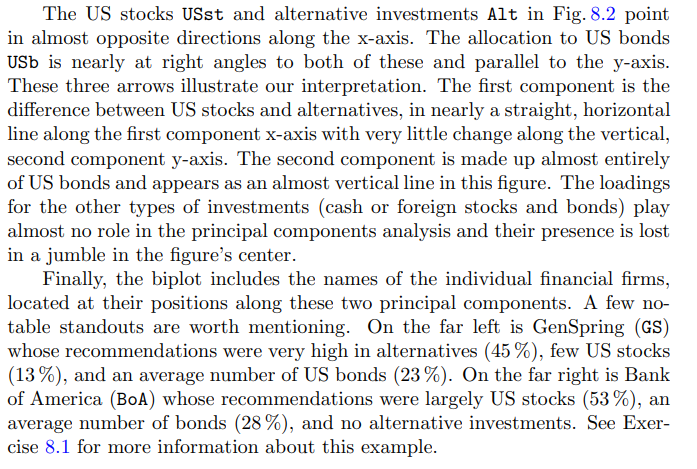 The US stocks USst and alternative investments Alt in Fig. 8.2 point
in almost opposite directions along the x-axis. The allocation to US bonds
USb is nearly at right angles to both of these and parallel to the y-axis.
These three arrows illustrate our interpretation. The first component is the
difference between US stocks and alternatives, in nearly a straight, horizontal
line along the first component x-axis with very little change along the vertical,
second component y-axis. The second component is made up almost entirely
of US bonds and appears as an almost vertical line in this figure. The loadings
for the other types of investments (cash or foreign stocks and bonds) play
almost no role in the principal components analysis and their presence is lost
in a jumble in the figure's center.
Finally, the biplot includes the names of the individual financial firms,
located at their positions along these two principal components. A few no-
table standouts are worth mentioning. On the far left is GenSpring (GS)
whose recommendations were very high in alternatives (45 %), few US stocks
(13 %), and an average number of US bonds (23 %). On the far right is Bank
of America (BoA) whose recommendations were largely US stocks (53 %), an
average number of bonds (28 %), and no alternative investments. See Exer-
cise 8.1 for more information about this example.